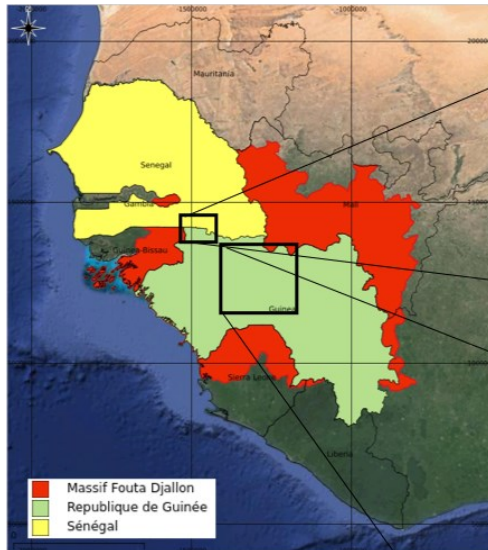 -1500000
-1000000
Mauritania
Senegal
Gambia
Mali
Guinea-Bissau
Guinea
Sierra Leone
Liberia
Massif Fouta Djallon
Republique de Guinée
Sénégal